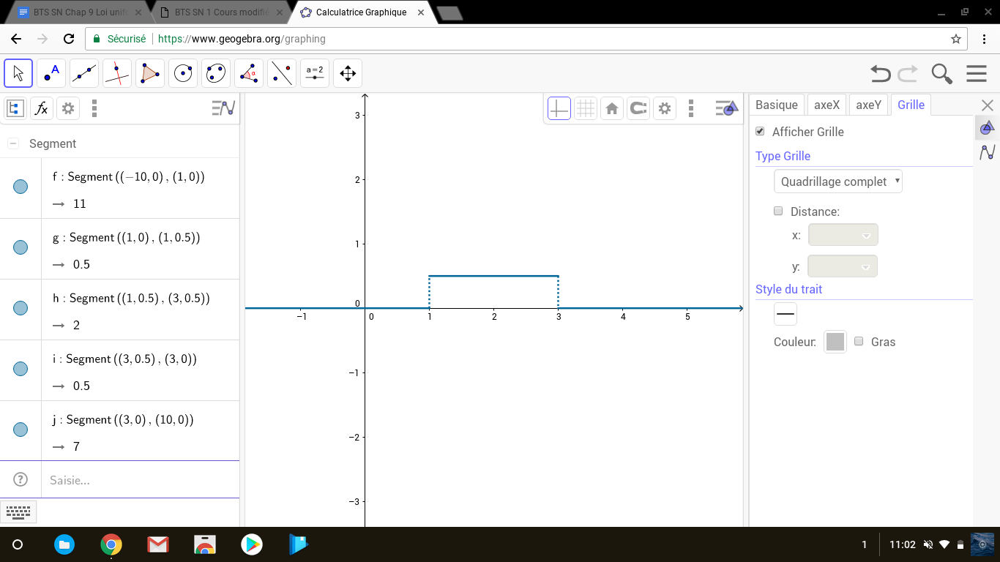 BTS SN Chap 9 Loi unif
BTS SN 1 Cours modifié
Calculatrice Graphique
Sécurisé https://www.geogebra.org/graphing
A
α
a=2
fx
Segment
f : Segment((−10, 0), (1, 0))
→ 11
g : Segment((1, 0), (1, 0.5))
→ 0.5
h : Segment((1, 0.5), (3, 0.5))
→ 2
i : Segment((3, 0.5), (3, 0))
→ 0.5
j : Segment((3, 0), (10, 0))
→ 7
Saisie...
3
2
1
0
−1 0 1 2 3 4 5
−1
−2
−3
Basique axeX axeY Grille
Afficher Grille
Type Grille
Quadrillage complet
Distance:
x:
y:
Style du trait
Couleur: Gras
1 11:02